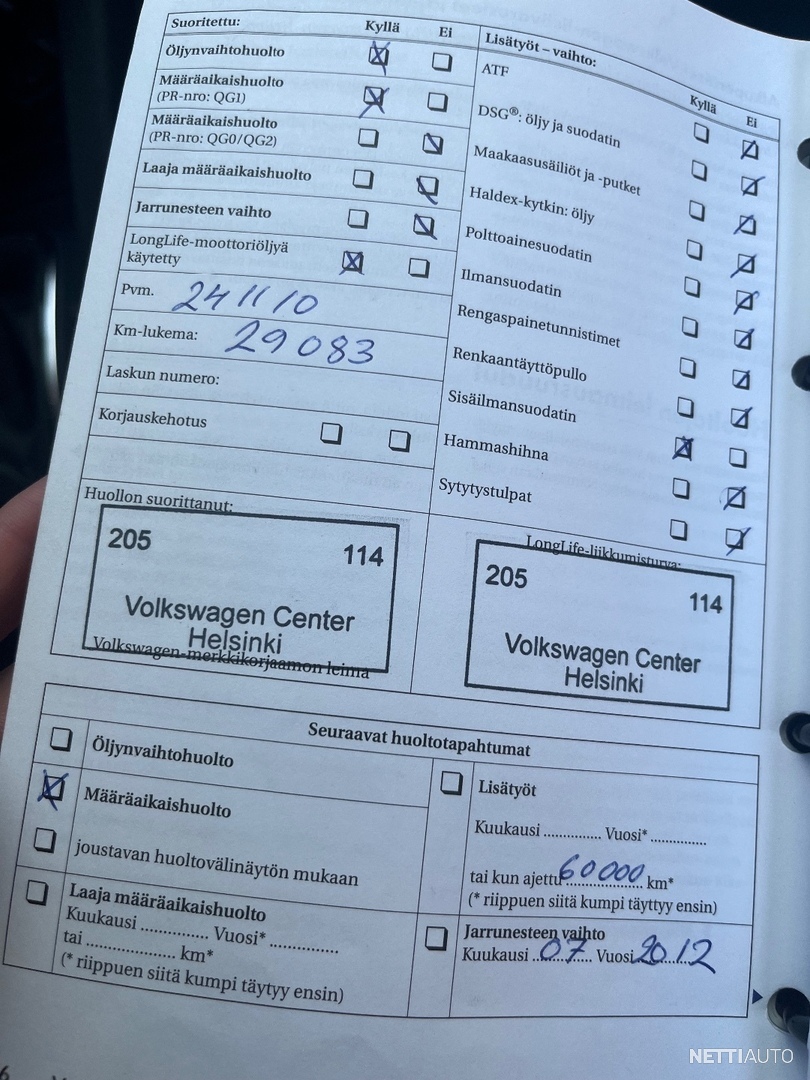 Suoritettu: Kyllä Ei
Öljynvaihtohuolto
Määräaikaishuolto
(PR-nro: QG1)
Määräaikaishuolto
(PR-nro: QG0/QG2)
Laaja määräaikaishuolto
Jarrunesteen vaihto
LongLife-moottoriöljyä
käytetty
Pvm. 241110
Km-lukema: 29083
Laskun numero:
Korjauskehotus
Huollon suorittanut:
205 114
Volkswagen Center
Helsinki
Volkswagen-merkkikorjaamon leima
Lisätyöt – vaihto: Kyllä Ei
ATF
DSG®: öljy ja suodatin
Maakaasusäiliöt ja -putket
Haldex-kytkin: öljy
Polttoainesuodatin
Ilmansuodatin
Rengaspainetunnistimet
Renkaantäyttöpullo
Sisäilmansuodatin
Hammashihna
Sytytystulpat
LongLife-liikkumisturva:
205 114
Volkswagen Center
Helsinki
Seuraavat huoltotapahtumat
Öljynvaihtohuolto
Määräaikaishuolto
joustavan huoltovälinäytön mukaan
Laaja määräaikaishuolto
Kuukausi .............. Vuosi* ..............
tai .................. km*
(* riippuen siitä kumpi täytyy ensin)
Lisätyöt
Kuukausi ............ Vuosi* ............
tai kun ajettu 60000 km*
(* riippuen siitä kumpi täyttyy ensin)
Jarrunesteen vaihto
Kuukausi 07 Vuosi 2012
NETTIAUTO